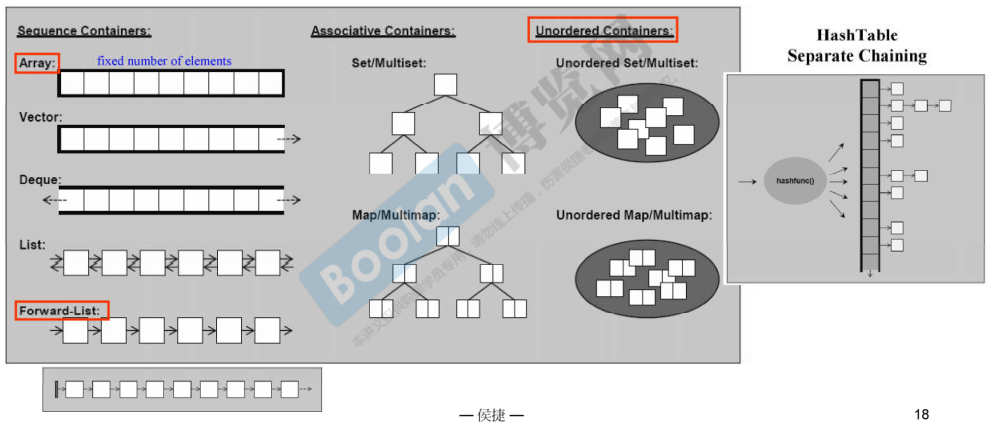 Sequence Containers:
Associative Containers:
Unordered Containers:
HashTable
Separate Chaining
Array:
fixed number of elements
Set/Multiset:
Unordered Set/Multiset:
Vector:
Deque:
hashfunc()
List:
Map/Multimap:
Unordered Map/Multimap:
Forward-List:
Boolan 博览网
— 侯捷 —
18